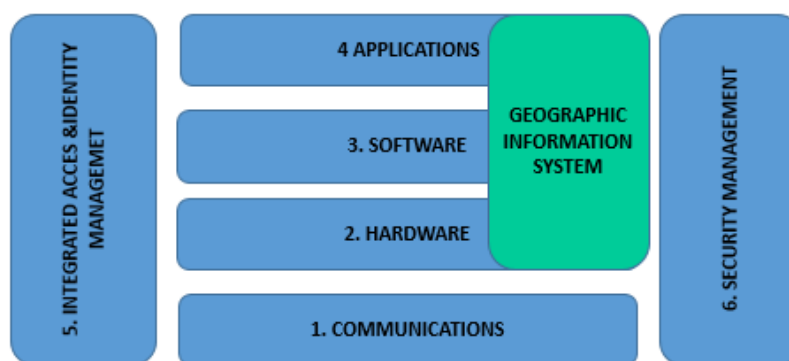 5. INTEGRATED ACCES &IDENTITY
MANAGEMET
4 APPLICATIONS
3. SOFTWARE
2. HARDWARE
1. COMMUNICATIONS
GEOGRAPHIC
INFORMATION
SYSTEM
6. SECURITY MANAGEMENT